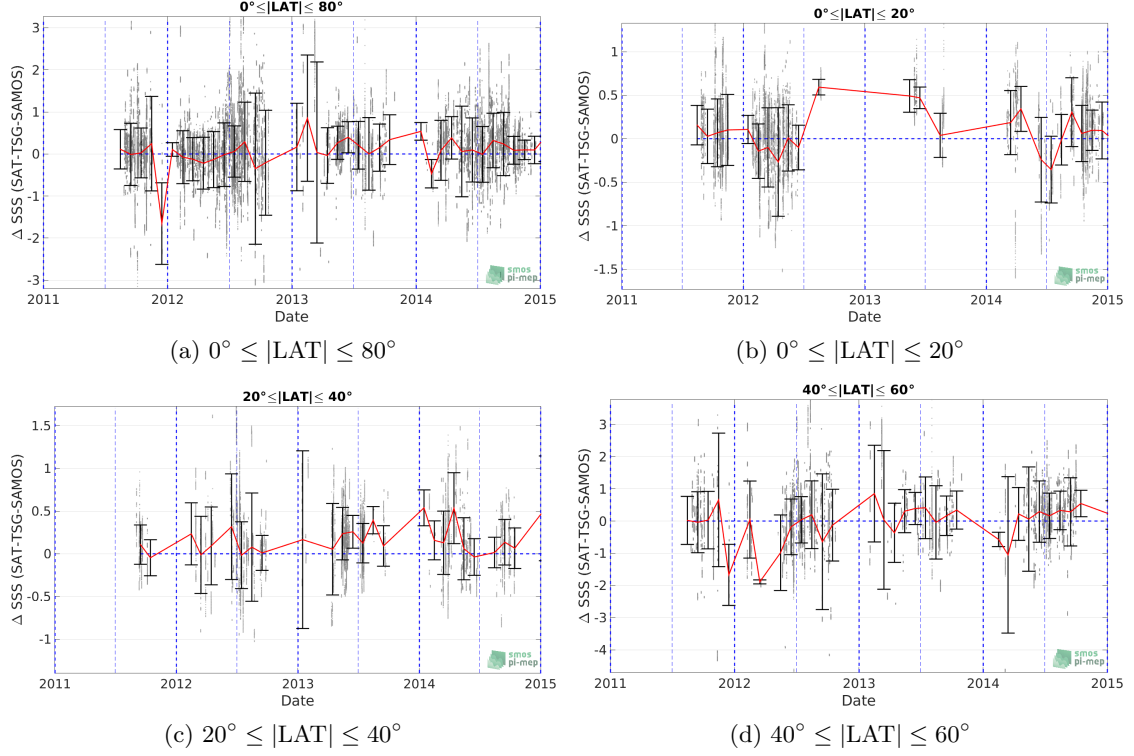 0°≤|LAT|≤ 80°
3
2
1
0
-1
-2
-3
Δ SSS (SAT-TSG-SAMOS)
2011 2012 2013 2014 2015
Date
smos
pi-mep
(a) 0° ≤ |LAT| ≤ 80°
0°≤|LAT|≤ 20°
1
0.5
0
-0.5
-1
-1.5
Δ SSS (SAT-TSG-SAMOS)
2011 2012 2013 2014 2015
Date
smos
pi-mep
(b) 0° ≤ |LAT| ≤ 20°
20°≤|LAT|≤ 40°
1.5
1
0.5
0
-0.5
-1
Δ SSS (SAT-TSG-SAMOS)
2011 2012 2013 2014 2015
Date
smos
pi-mep
(c) 20° ≤ |LAT| ≤ 40°
40°≤|LAT|≤ 60°
3
2
1
0
-1
-2
-3
-4
Δ SSS (SAT-TSG-SAMOS)
2011 2012 2013 2014 2015
Date
smos
pi-mep
(d) 40° ≤ |LAT| ≤ 60°